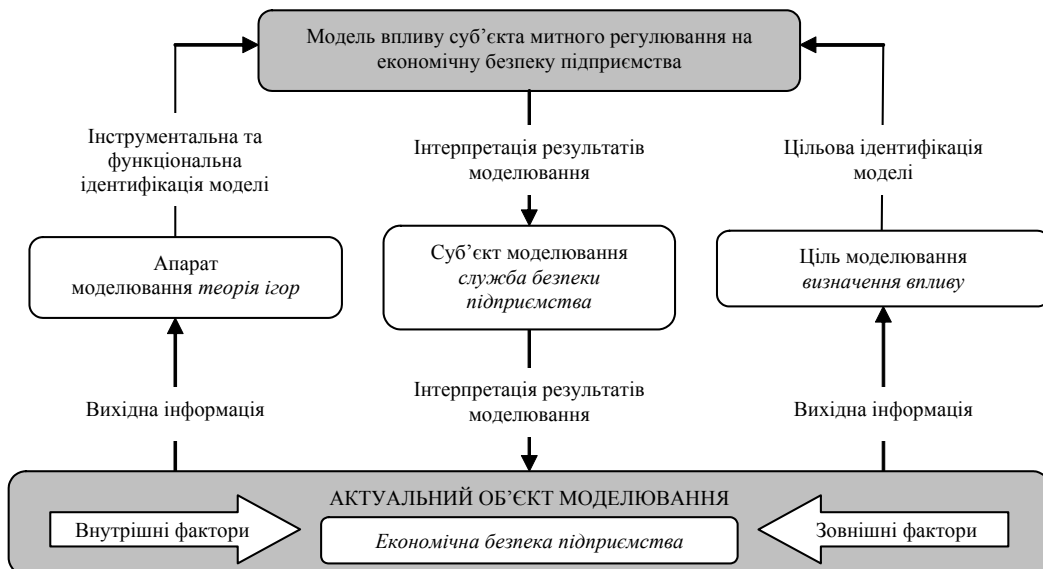 Модель впливу суб’єкта митного регулювання на
економічну безпеку підприємства
Інструментальна та
функціональна
ідентифікація моделі
Інтерпретація результатів
моделювання
Цільова ідентифікація
моделі
Апарат
моделювання теорія ігор
Суб’єкт моделювання
служба безпеки
підприємства
Ціль моделювання
визначення впливу
Вихідна інформація
Інтерпретація результатів
моделювання
Вихідна інформація
АКТУАЛЬНИЙ ОБ’ЄКТ МОДЕЛЮВАННЯ
Внутрішні фактори
Економічна безпека підприємства
Зовнішні фактори